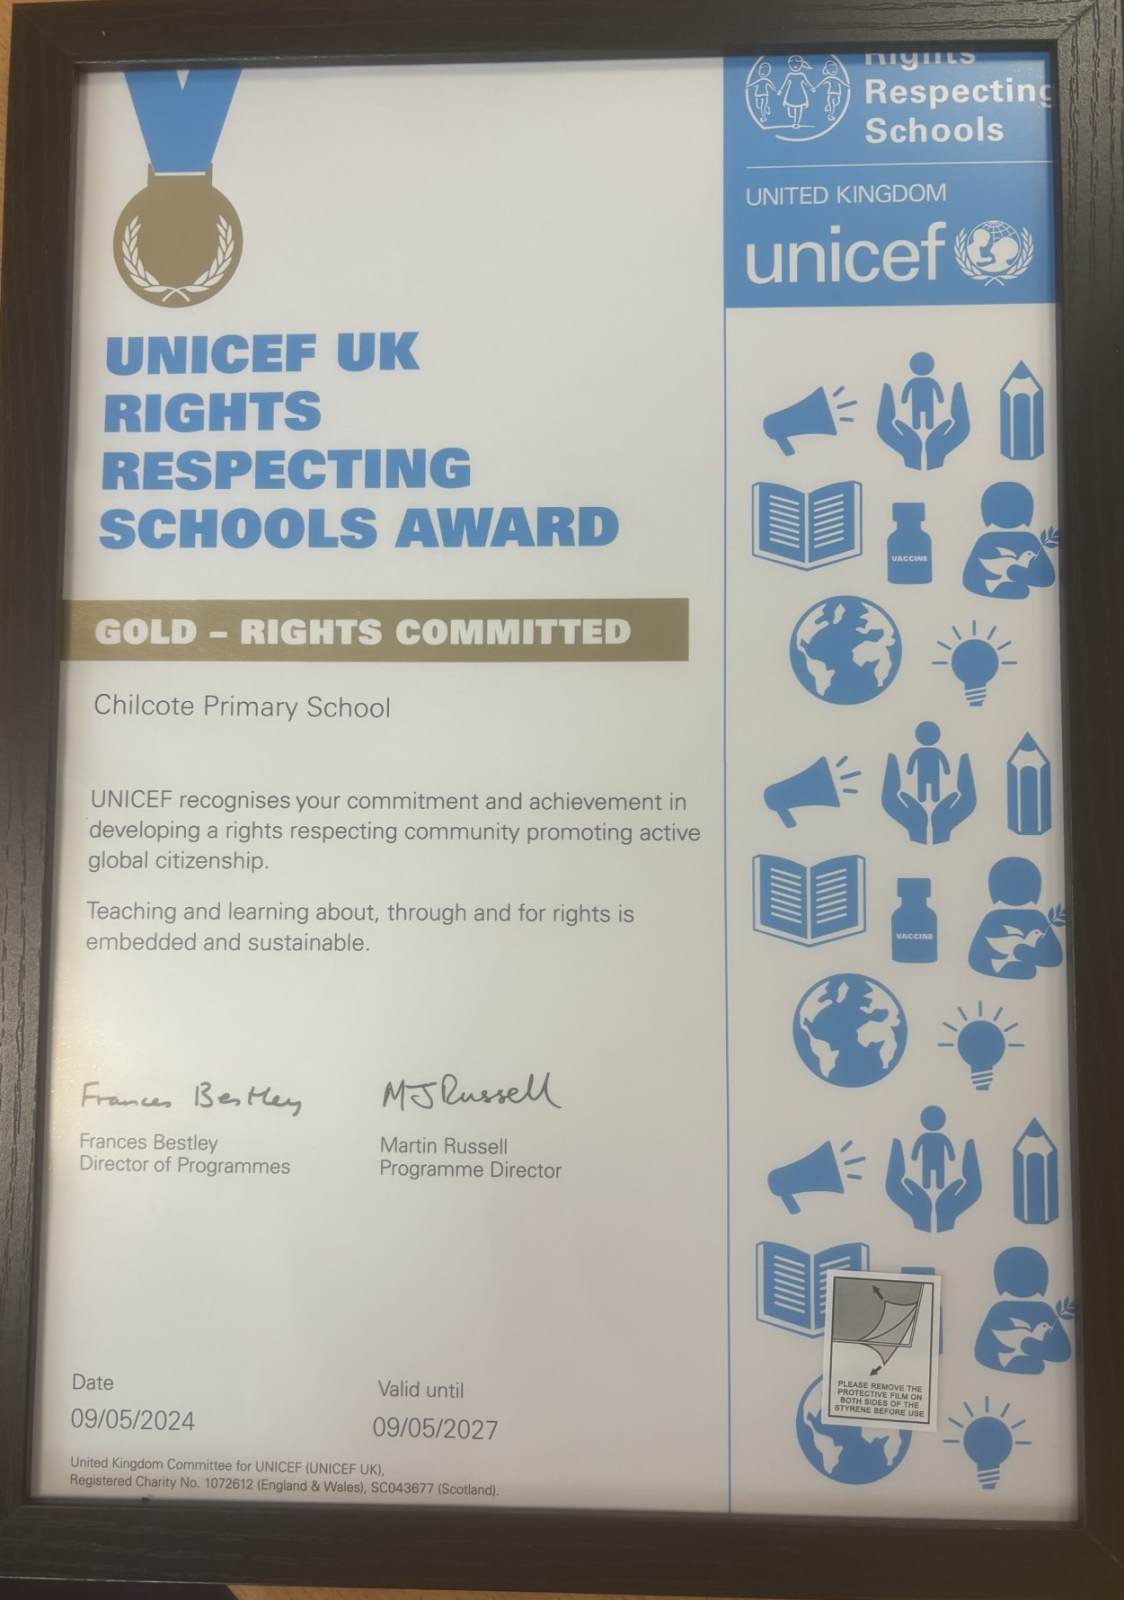 Rights
Respecting
Schools
UNITED KINGDOM
unicef
UNICEF UK
RIGHTS
RESPECTING
SCHOOLS AWARD
GOLD – RIGHTS COMMITTED
Chilcote Primary School
UNICEF recognises your commitment and achievement in
developing a rights respecting community promoting active
global citizenship.
Teaching and learning about, through and for rights is
embedded and sustainable.
Frances Bestley
MJRussell
Frances Bestley
Director of Programmes
Martin Russell
Programme Director
Date
09/05/2024
Valid until
09/05/2027
United Kingdom Committee for UNICEF (UNICEF UK),
Registered Charity No. 1072612 (England & Wales), SC043677 (Scotland).
VACCINE
VACCINE
PLEASE REMOVE THE
PROTECTIVE FILM ON
BOTH SIDES OF THE
STYRENE BEFORE USE